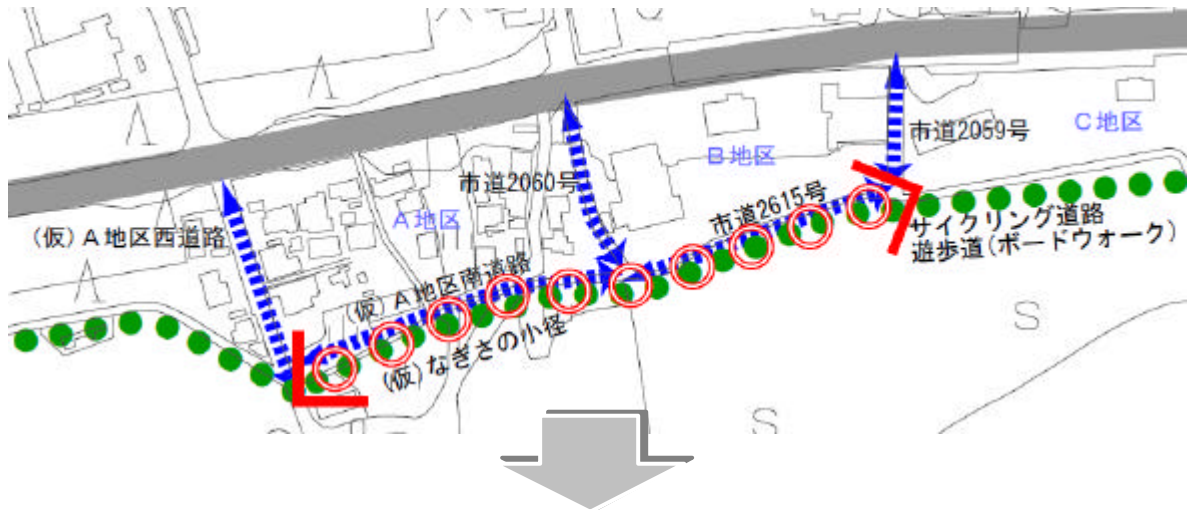 市道2059号
C地区
B地区
市道2060号
A地区
市道2615号
(仮)A地区西道路
サイクリング道路
遊歩道(ボードウォーク)
(仮)A地区南道路
(仮)なぎさの小径
S
S